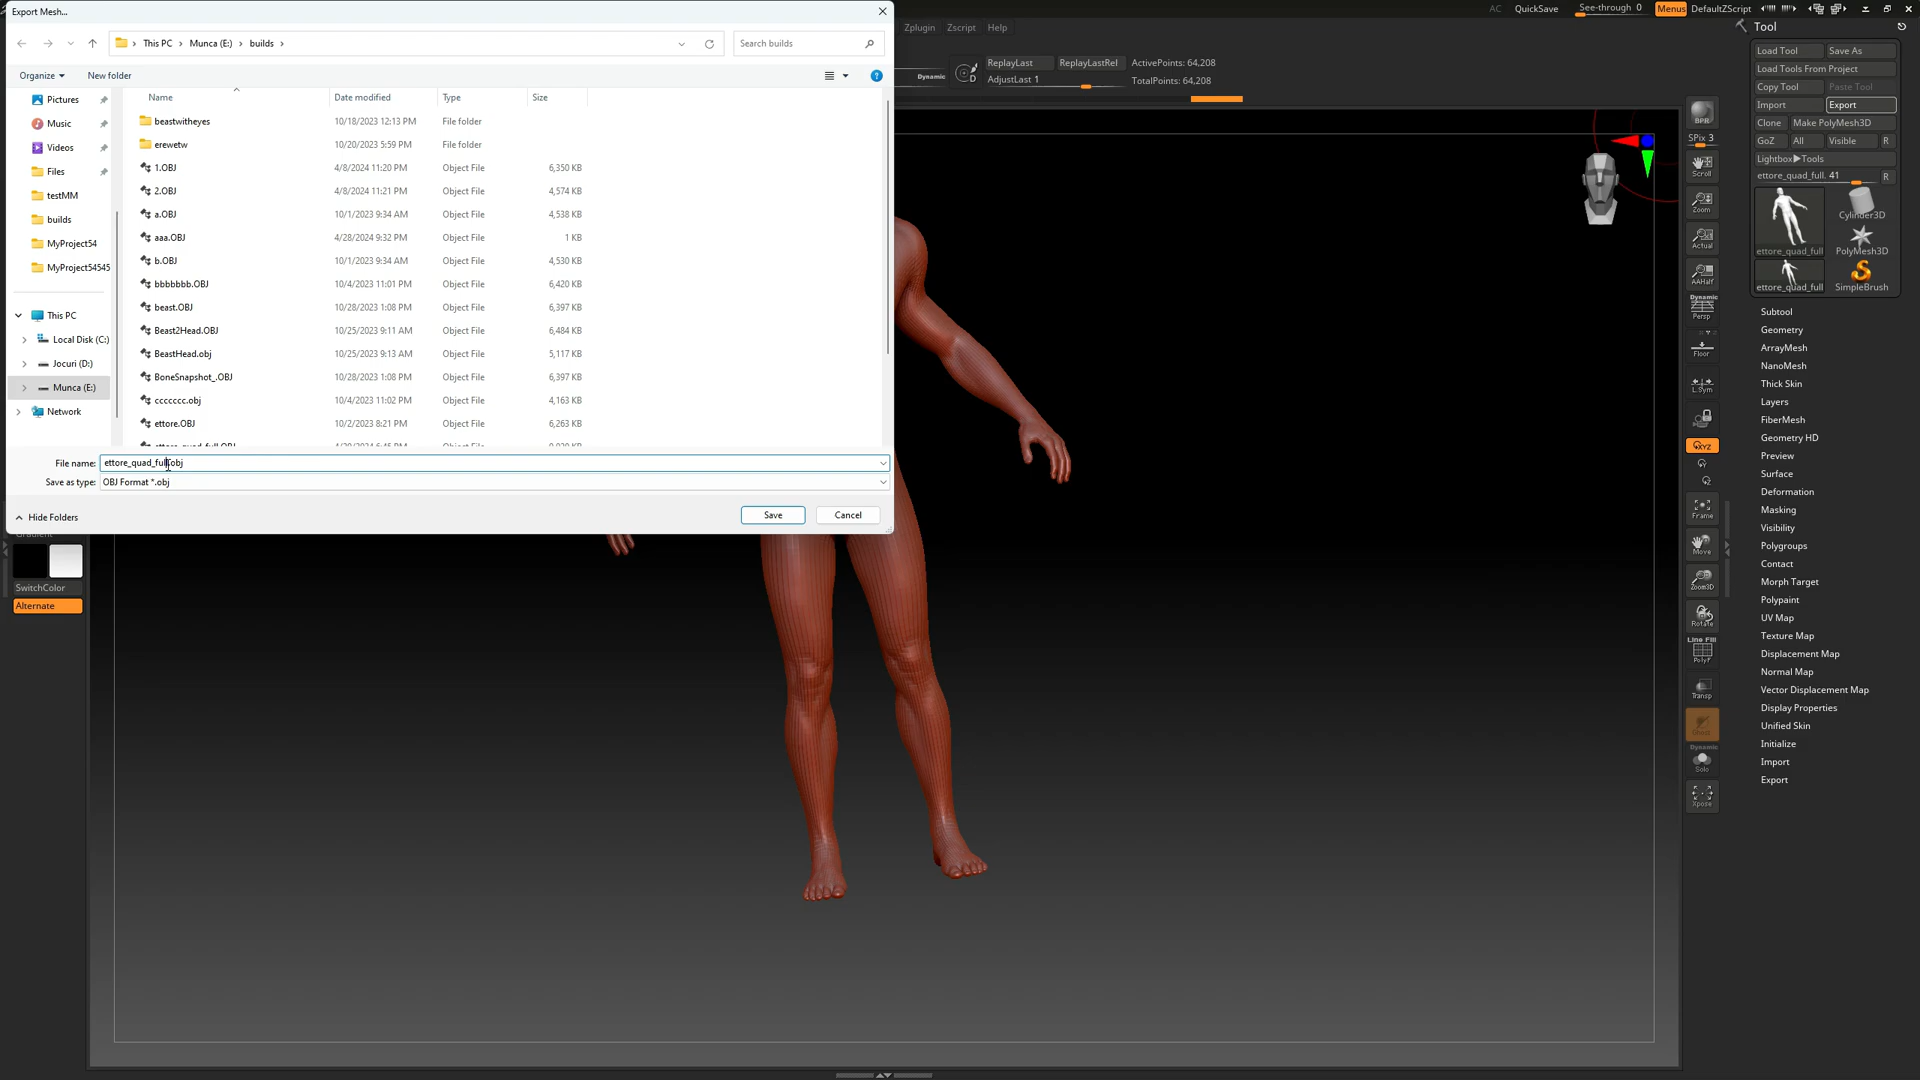 Export Mesh...
AC QuickSave See-through 0 Menus DefaultZScript
Zplugin Zscript Help
This PC Munca (E:) builds
Search builds
Organize New folder
Name Date modified Type Size
beastwitheyes 10/18/2023 12:13 PM File folder
erewetw 10/20/2023 5:59 PM File folder
1.OBJ 4/8/2024 11:20 PM Object File 6,350 KB
2.OBJ 4/8/2024 11:21 PM Object File 4,574 KB
a.OBJ 10/1/2023 9:34 AM Object File 4,538 KB
aaa.OBJ 4/28/2024 9:32 PM Object File 1 KB
b.OBJ 10/1/2023 9:34 AM Object File 4,530 KB
bbbbbbb.OBJ 10/4/2023 11:01 PM Object File 6,420 KB
beast.OBJ 10/28/2023 1:08 PM Object File 6,397 KB
Beast2Head.OBJ 10/25/2023 9:11 AM Object File 6,484 KB
BeastHead.obj 10/25/2023 9:13 AM Object File 5,117 KB
BoneSnapshot_.OBJ 10/28/2023 1:08 PM Object File 6,397 KB
ccccccc.obj 10/4/2023 11:02 PM Object File 4,163 KB
ettore.OBJ 10/2/2023 8:21 PM Object File 6,263 KB
Pictures
Music
Videos
Files
testMM
builds
MyProject54
MyProject54545
This PC
Local Disk (C:)
Jocuri (D:)
Munca (E:)
Network
File name: ettore_quad_full.obj
Save as type: OBJ Format *.obj
Hide Folders
Save Cancel
Gradient
SwitchColor
Alternate
Dynamic
D
ReplayLast ReplayLastRel ActivePoints: 64,208
AdjustLast 1 TotalPoints: 64,208
BPR
SPix 3
Scroll
Zoom
Actual
AAHalf
Dynamic
Persp
Floor
L.Sym
XYZ
Y
Z
Frame
Move
Zoom3D
Rotate
Line Fill
PolyF
Transp
Ghost
Dynamic
Solo
Xpose
Tool
Load Tool Save As
Load Tools From Project
Copy Tool Paste Tool
Import Export
Clone Make PolyMesh3D
GoZ All Visible R
Lightbox▶Tools
ettore_quad_full. 41 R
ettore_quad_full
Cylinder3D
PolyMesh3D
ettore_quad_full
SimpleBrush
Subtool
Geometry
ArrayMesh
NanoMesh
Thick Skin
Layers
FiberMesh
Geometry HD
Preview
Surface
Deformation
Masking
Visibility
Polygroups
Contact
Morph Target
Polypaint
UV Map
Texture Map
Displacement Map
Normal Map
Vector Displacement Map
Display Properties
Unified Skin
Initialize
Import
Export